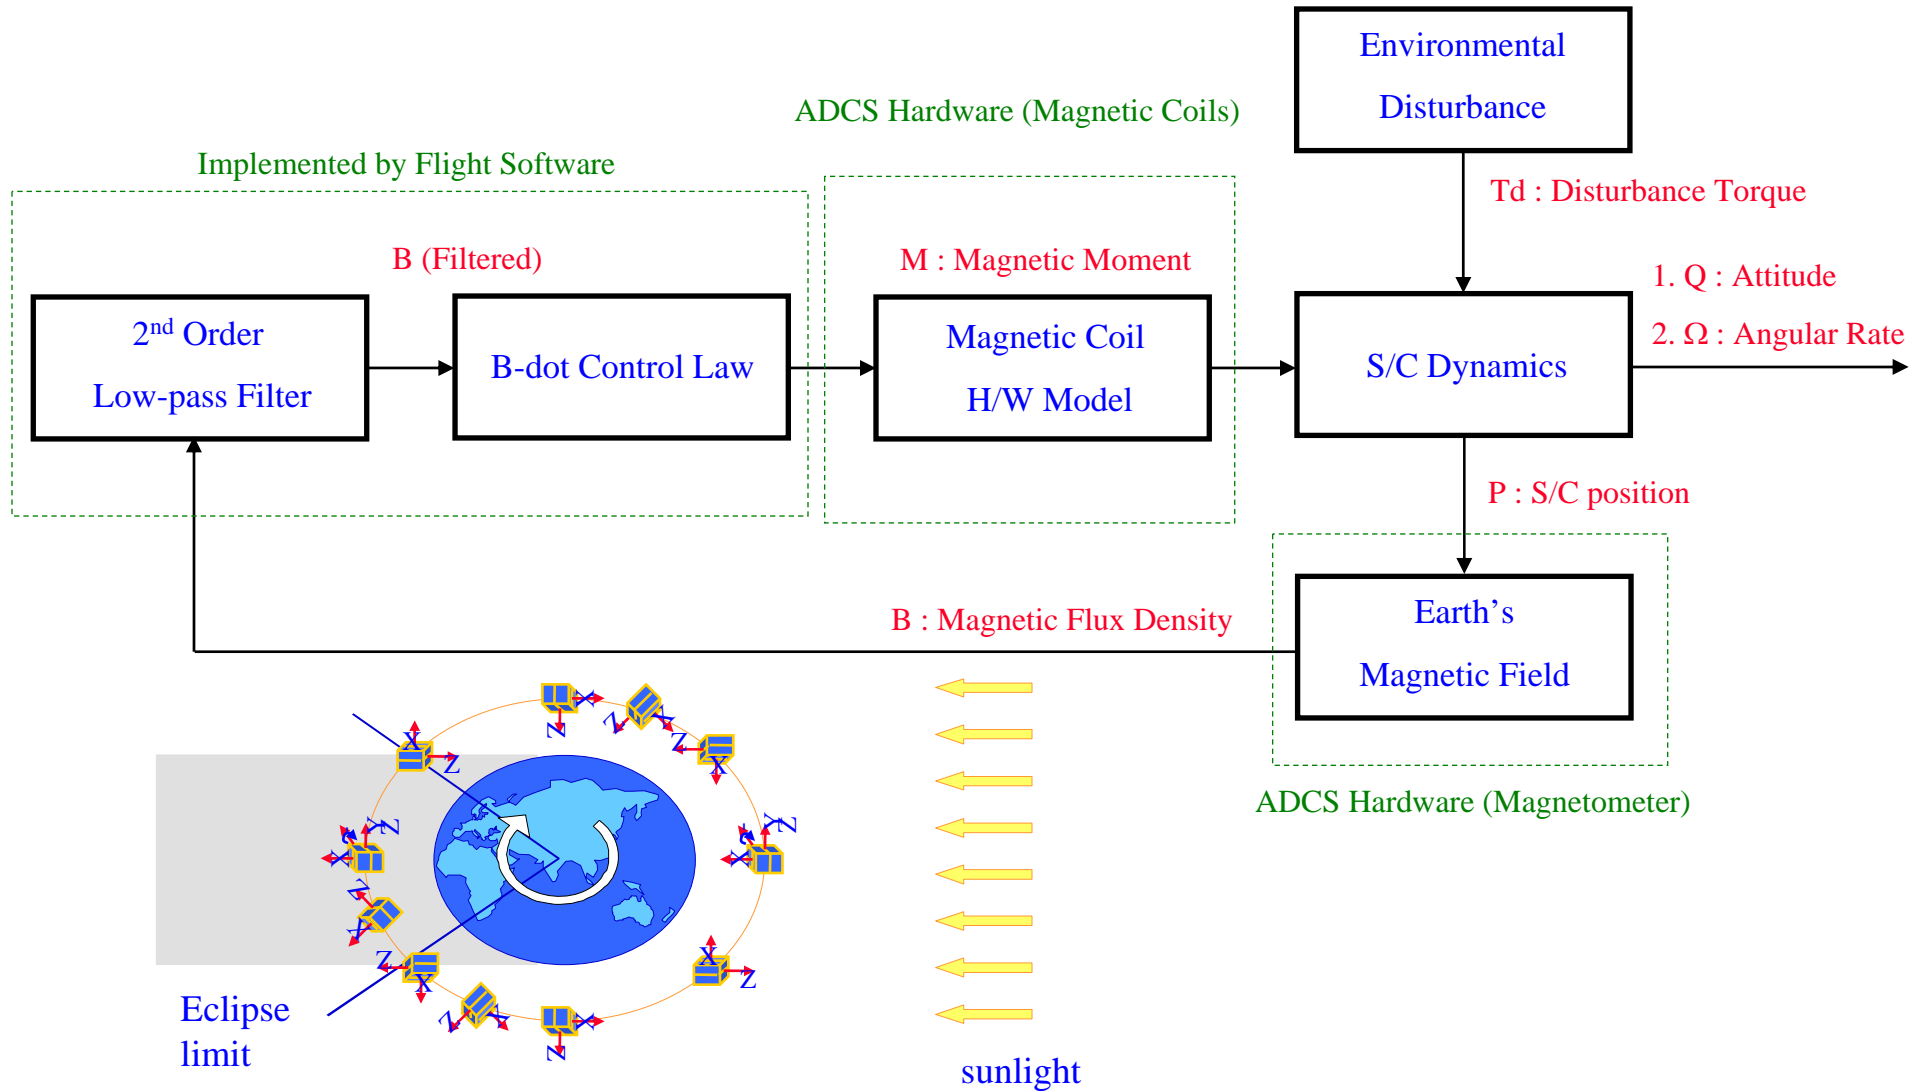 Environmental
Disturbance
ADCS Hardware (Magnetic Coils)
Implemented by Flight Software
Td : Disturbance Torque
B (Filtered)
M : Magnetic Moment
1. Q : Attitude
2. Ω : Angular Rate
2nd Order
Low-pass Filter
B-dot Control Law
Magnetic Coil
H/W Model
S/C Dynamics
P : S/C position
B : Magnetic Flux Density
Earth’s
Magnetic Field
ADCS Hardware (Magnetometer)
X
Z
X
Z
Z
X
X
Z
Y
Z
X
Y
Z
X
Z
X
X
Z
Z
X
Z
Eclipse
limit
sunlight